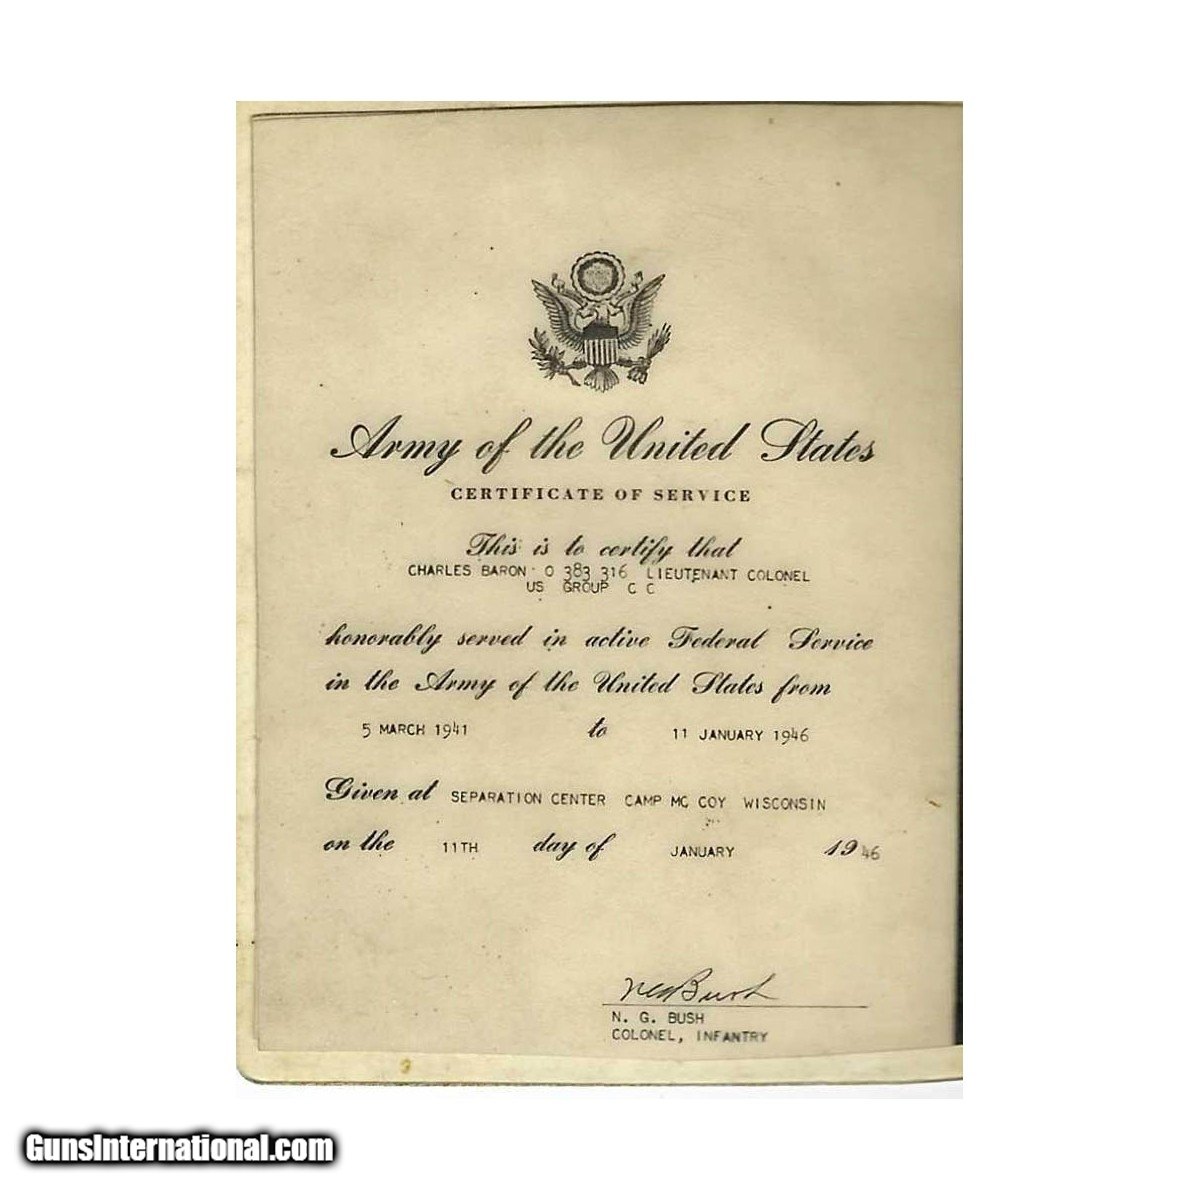 Army of the United States
CERTIFICATE OF SERVICE
This is to certify that
CHARLES BARON O 383 316 LIEUTENANT COLONEL
US GROUP C C
honorably served in active Federal Service
in the Army of the United States from
5 MARCH 1941 to 11 JANUARY 1946
Given at SEPARATION CENTER CAMP MC COY WISCONSIN
on the 11TH day of JANUARY 1946
N G Bush
N. G. BUSH
COLONEL, INFANTRY
GunsInternational.com